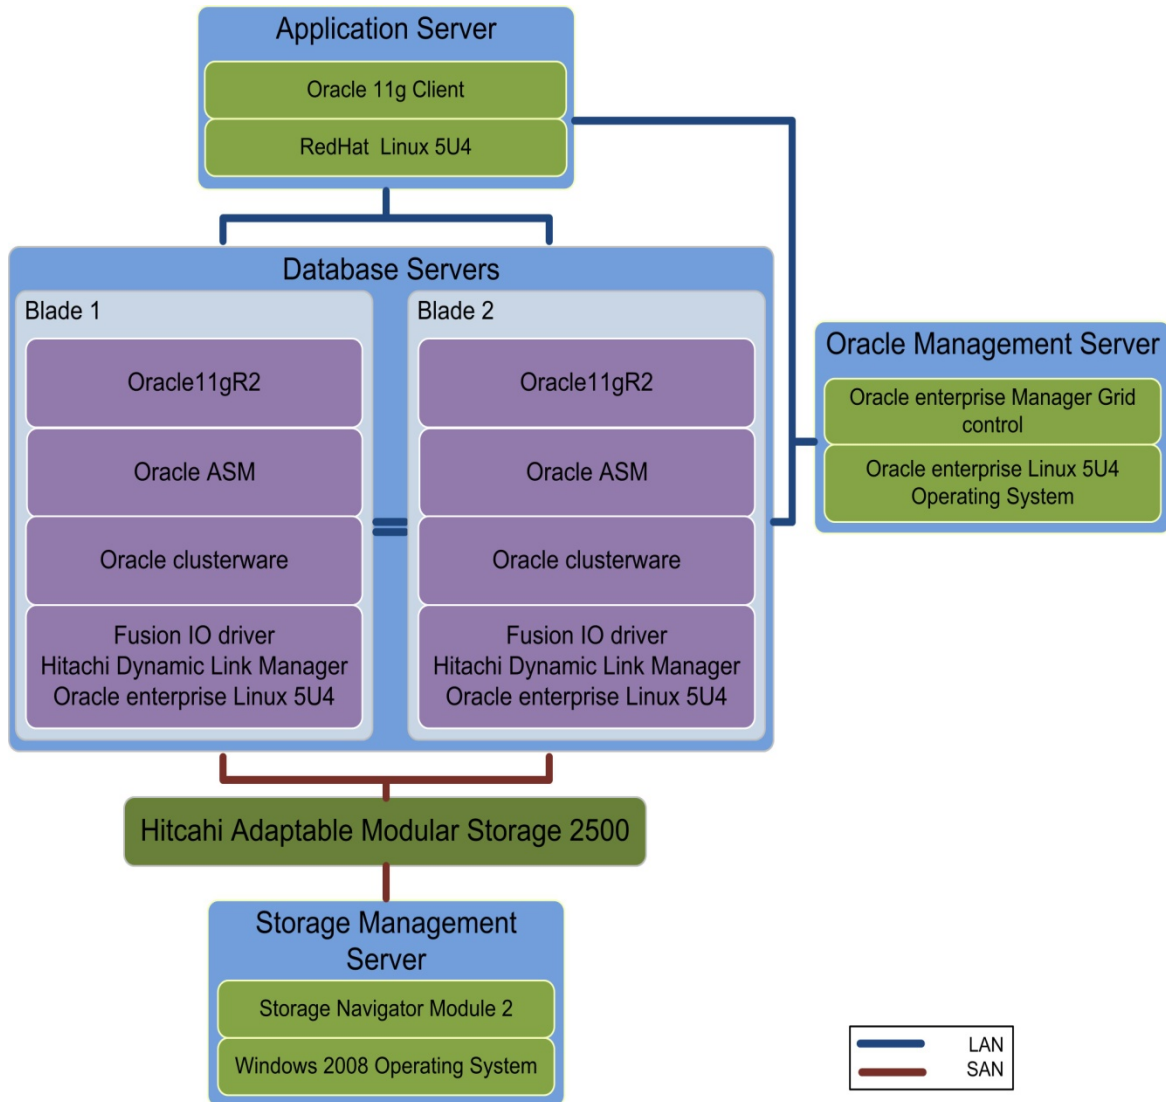 Application Server
Oracle 11g Client
RedHat Linux 5U4
Database Servers
Blade 1
Oracle11gR2
Oracle ASM
Oracle clusterware
Fusion IO driver
Hitachi Dynamic Link Manager
Oracle enterprise Linux 5U4
Blade 2
Oracle11gR2
Oracle ASM
Oracle clusterware
Fusion IO driver
Hitachi Dynamic Link Manager
Oracle enterprise Linux 5U4
Oracle Management Server
Oracle enterprise Manager Grid
control
Oracle enterprise Linux 5U4
Operating System
Hitcahi Adaptable Modular Storage 2500
Storage Management
Server
Storage Navigator Module 2
Windows 2008 Operating System
LAN
SAN